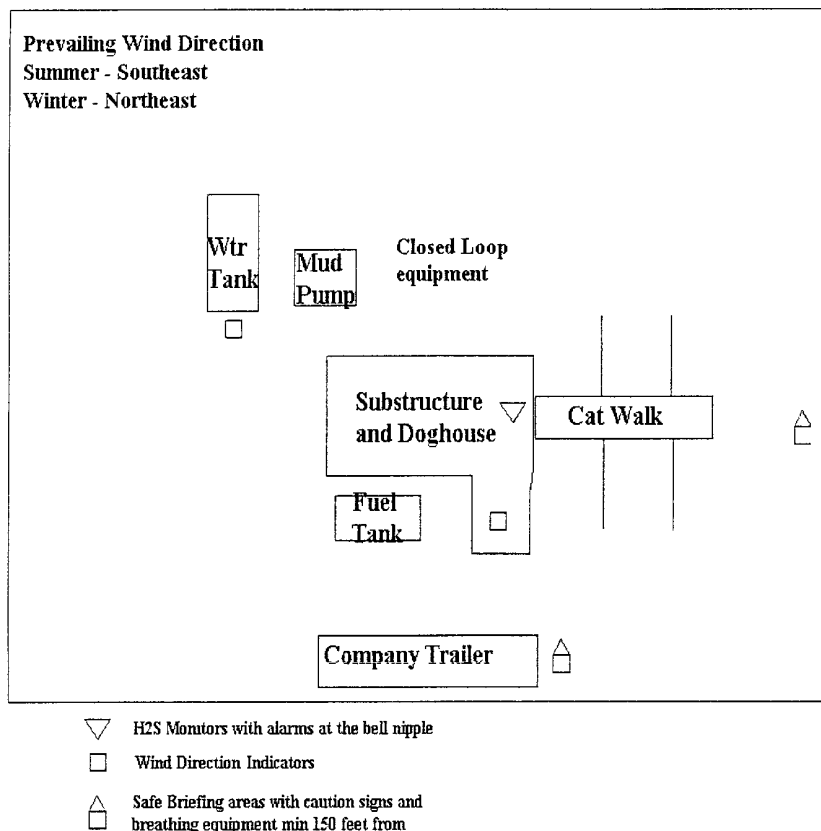 Prevailing Wind Direction
Summer - Southeast
Winter - Northeast
Wtr
Tank
Mud
Pump
Closed Loop
equipment
Substructure
and Doghouse
Cat Walk
Fuel
Tank
Company Trailer
H2S Monitors with alarms at the bell nipple
Wind Direction Indicators
Safe Briefing areas with caution signs and
breathing equipment min 150 feet from